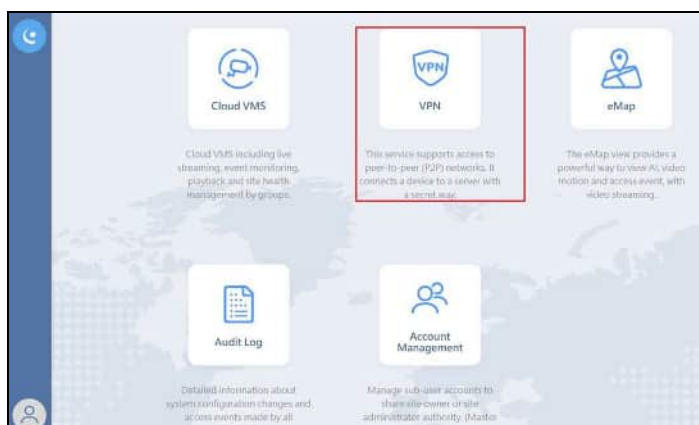 Cloud VMS
Cloud VMS including live
streaming, event monitoring,
playback and site health
management by groups.
VPN
VPN
This service supports access to
peer-to-peer (P2P) networks. It
connects a device to a server with
a secret way.
eMap
The eMap view provides a
powerful way to view AI, video
motion and access event, with
video streaming.
Audit Log
Detailed information about
system configuration changes and
access events made by all
Account
Management
Manage sub-user accounts to
share site owner or site
administrator authority. (Master